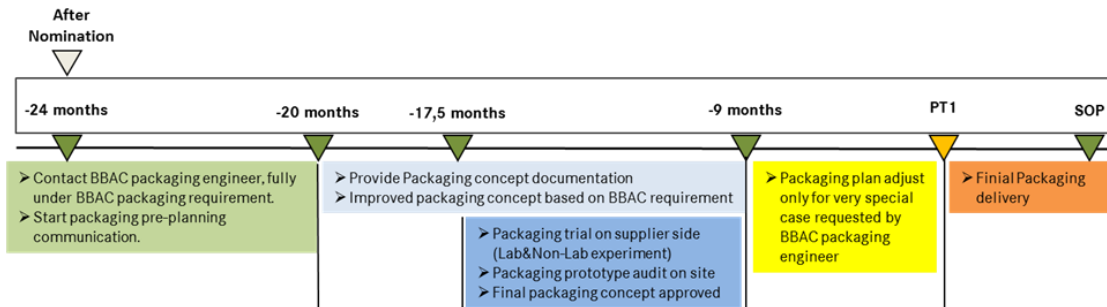 After
Nomination
-24 months
-20 months
-17,5 months
-9 months
PT1
SOP
➢ Contact BBAC packaging engineer, fully
under BBAC packaging requirement.
➢ Start packaging pre-planning
communication.
➢ Provide Packaging concept documentation
➢ Improved packaging concept based on BBAC requirement
➢ Packaging trial on supplier side
(Lab&Non-Lab experiment)
➢ Packaging prototype audit on site
➢ Final packaging concept approved
➢ Packaging plan adjust
only for very special
case requested by
BBAC packaging
engineer
➢ Finial Packaging
delivery